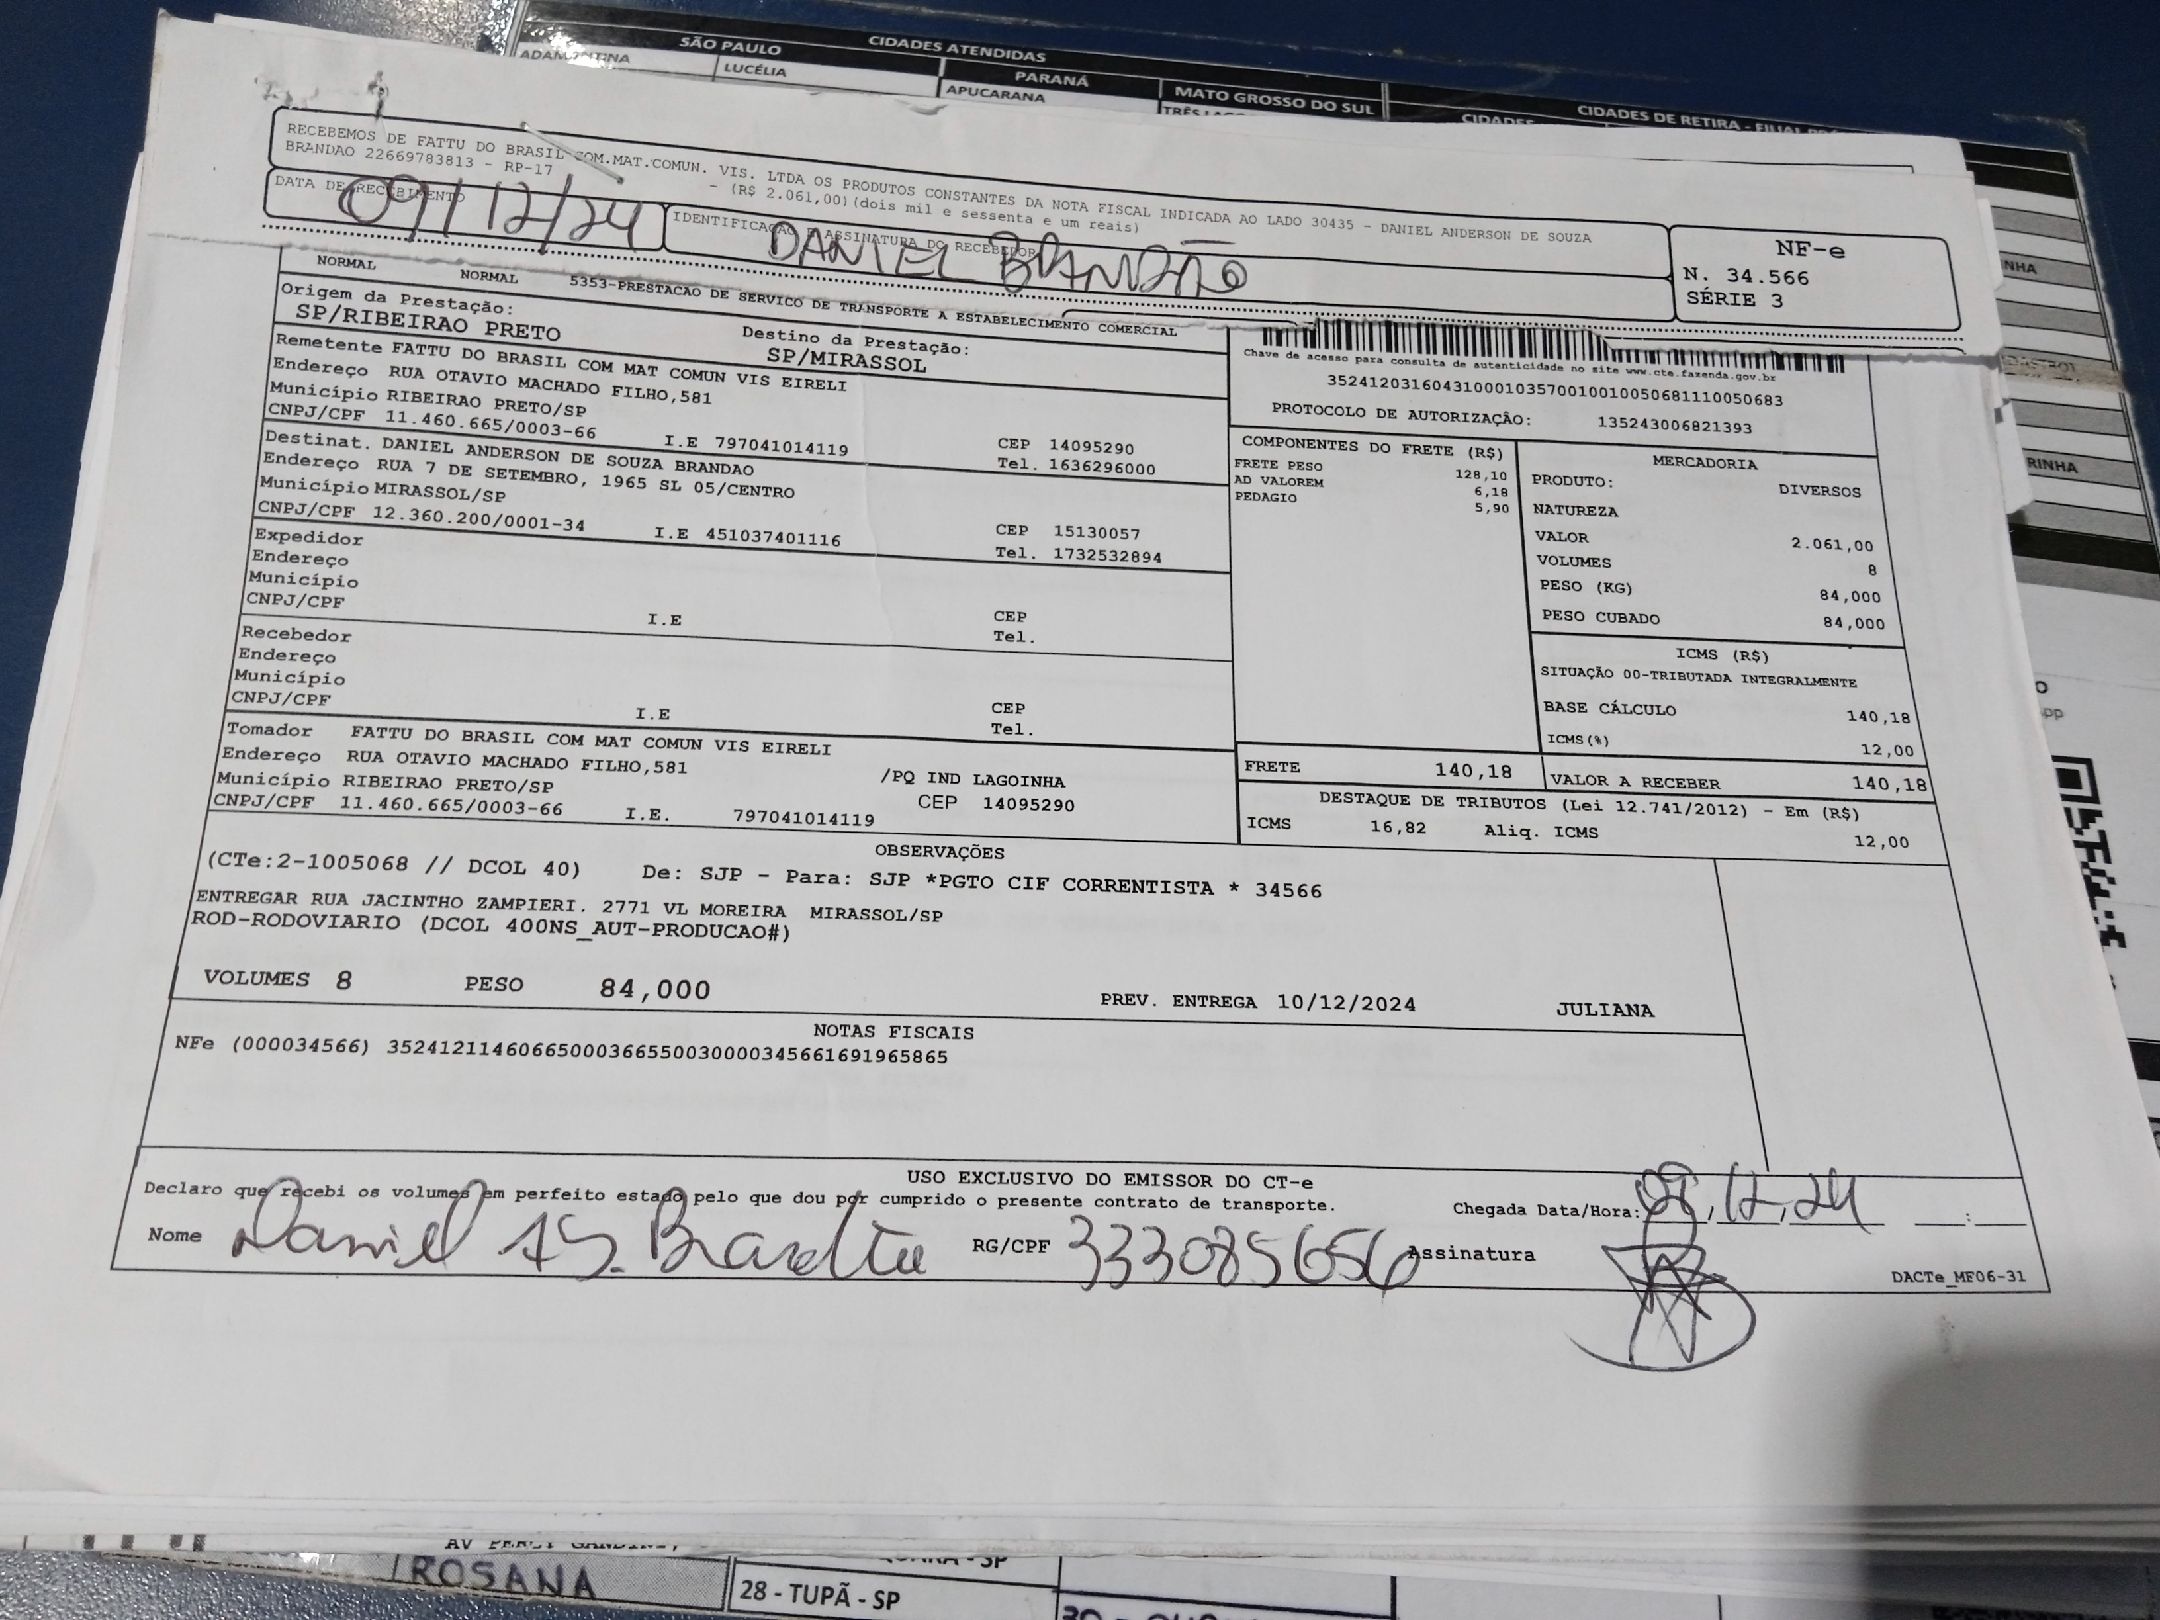 SÃO PAULO
CIDADES ATENDIDAS
LUCÉLIA
PARANÁ
APUCARANA
MATO GROSSO DO SUL
CIDADES
CIDADES DE RETIRA - FILIAL
RECEBEMOS DE FATTU DO BRASIL COM.MAT.COMUN. VIS. LTDA OS PRODUTOS CONSTANTES DA NOTA FISCAL INDICADA AO LADO 30435 - DANIEL ANDERSON DE SOUZA
BRANDAO 22669783813 - RP-17 - (R$ 2.061,00)(dois mil e sessenta e um reais)
DATA DE RECEBIMENTO
09/12/24
IDENTIFICAÇÃO E ASSINATURA DO RECEBEDOR
DANIEL BRANDÃO
NF-e
N. 34.566
SÉRIE 3
NORMAL NORMAL 5353-PRESTACAO DE SERVICO DE TRANSPORTE A ESTABELECIMENTO COMERCIAL
Origem da Prestação:
SP/RIBEIRAO PRETO
Destino da Prestação:
SP/MIRASSOL
Chave de acesso para consulta de autenticidade no site www.cte.fazenda.gov.br
35241203160431000103570010010050681110050683
PROTOCOLO DE AUTORIZAÇÃO: 135243006821393
Remetente FATTU DO BRASIL COM MAT COMUN VIS EIRELI
Endereço RUA OTAVIO MACHADO FILHO,581
Município RIBEIRAO PRETO/SP
CEP 14095290
CNPJ/CPF 11.460.665/0003-66 I.E 797041014119 Tel. 1636296000
Destinat. DANIEL ANDERSON DE SOUZA BRANDAO
Endereço RUA 7 DE SETEMBRO, 1965 SL 05/CENTRO
Município MIRASSOL/SP
CEP 15130057
CNPJ/CPF 12.360.200/0001-34 I.E 451037401116 Tel. 1732532894
Expedidor
Endereço
Município
CEP
CNPJ/CPF I.E Tel.
Recebedor
Endereço
Município
CEP
CNPJ/CPF I.E Tel.
Tomador FATTU DO BRASIL COM MAT COMUN VIS EIRELI
Endereço RUA OTAVIO MACHADO FILHO,581 /PQ IND LAGOINHA
Município RIBEIRAO PRETO/SP CEP 14095290
CNPJ/CPF 11.460.665/0003-66 I.E. 797041014119
COMPONENTES DO FRETE (R$)
FRETE PESO 128,10
AD VALOREM 6,18
PEDAGIO 5,90
MERCADORIA
PRODUTO: DIVERSOS
NATUREZA
VALOR 2.061,00
VOLUMES 8
PESO (KG) 84,000
PESO CUBADO 84,000
ICMS (R$)
SITUAÇÃO 00-TRIBUTADA INTEGRALMENTE
BASE CÁLCULO 140,18
ICMS(%) 12,00
FRETE 140,18
VALOR A RECEBER 140,18
DESTAQUE DE TRIBUTOS (Lei 12.741/2012) - Em (R$)
ICMS 16,82 Aliq. ICMS 12,00
OBSERVAÇÕES
(CTe:2-1005068 // DCOL 40) De: SJP - Para: SJP *PGTO CIF CORRENTISTA * 34566
ENTREGAR RUA JACINTHO ZAMPIERI. 2771 VL MOREIRA MIRASSOL/SP
ROD-RODOVIARIO (DCOL 400NS_AUT-PRODUCAO#)
VOLUMES 8 PESO 84,000 PREV. ENTREGA 10/12/2024 JULIANA
NOTAS FISCAIS
NFe (000034566) 35241211460665000366550030000345661691965865
USO EXCLUSIVO DO EMISSOR DO CT-e
Declaro que recebi os volumes em perfeito estado pelo que dou por cumprido o presente contrato de transporte.
Chegada Data/Hora: 09,12,24 __:__
Nome Daniel AS. Brandão RG/CPF 333085656 Assinatura
DACTe_MF06-31
ROSANA
28 - TUPÃ - SP